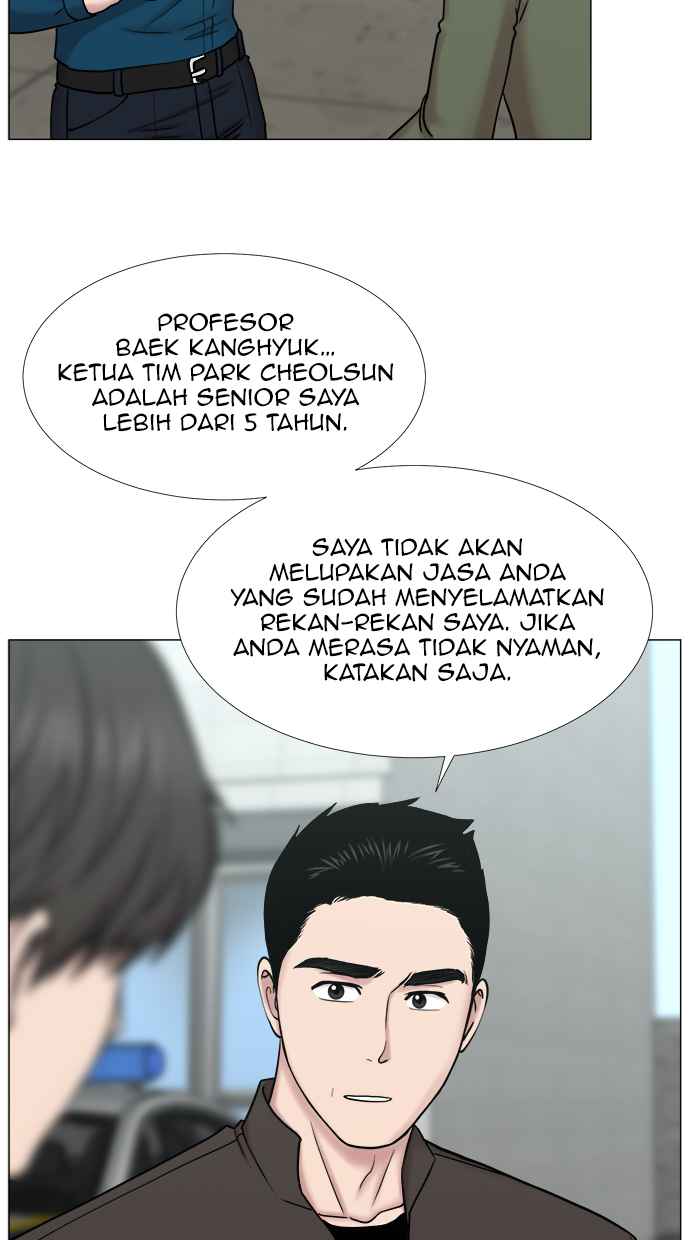 PROFESOR
BAEK KANGHYUK...
KETUA TIM PARK CHEOLSUN
ADALAH SENIOR SAYA
LEBIH DARI 5 TAHUN.
SAYA TIDAK AKAN
MELUPAKAN JASA ANDA
YANG SUDAH MENYELAMATKAN
REKAN-REKAN SAYA. JIKA
ANDA MERASA TIDAK NYAMAN,
KATAKAN SAJA.